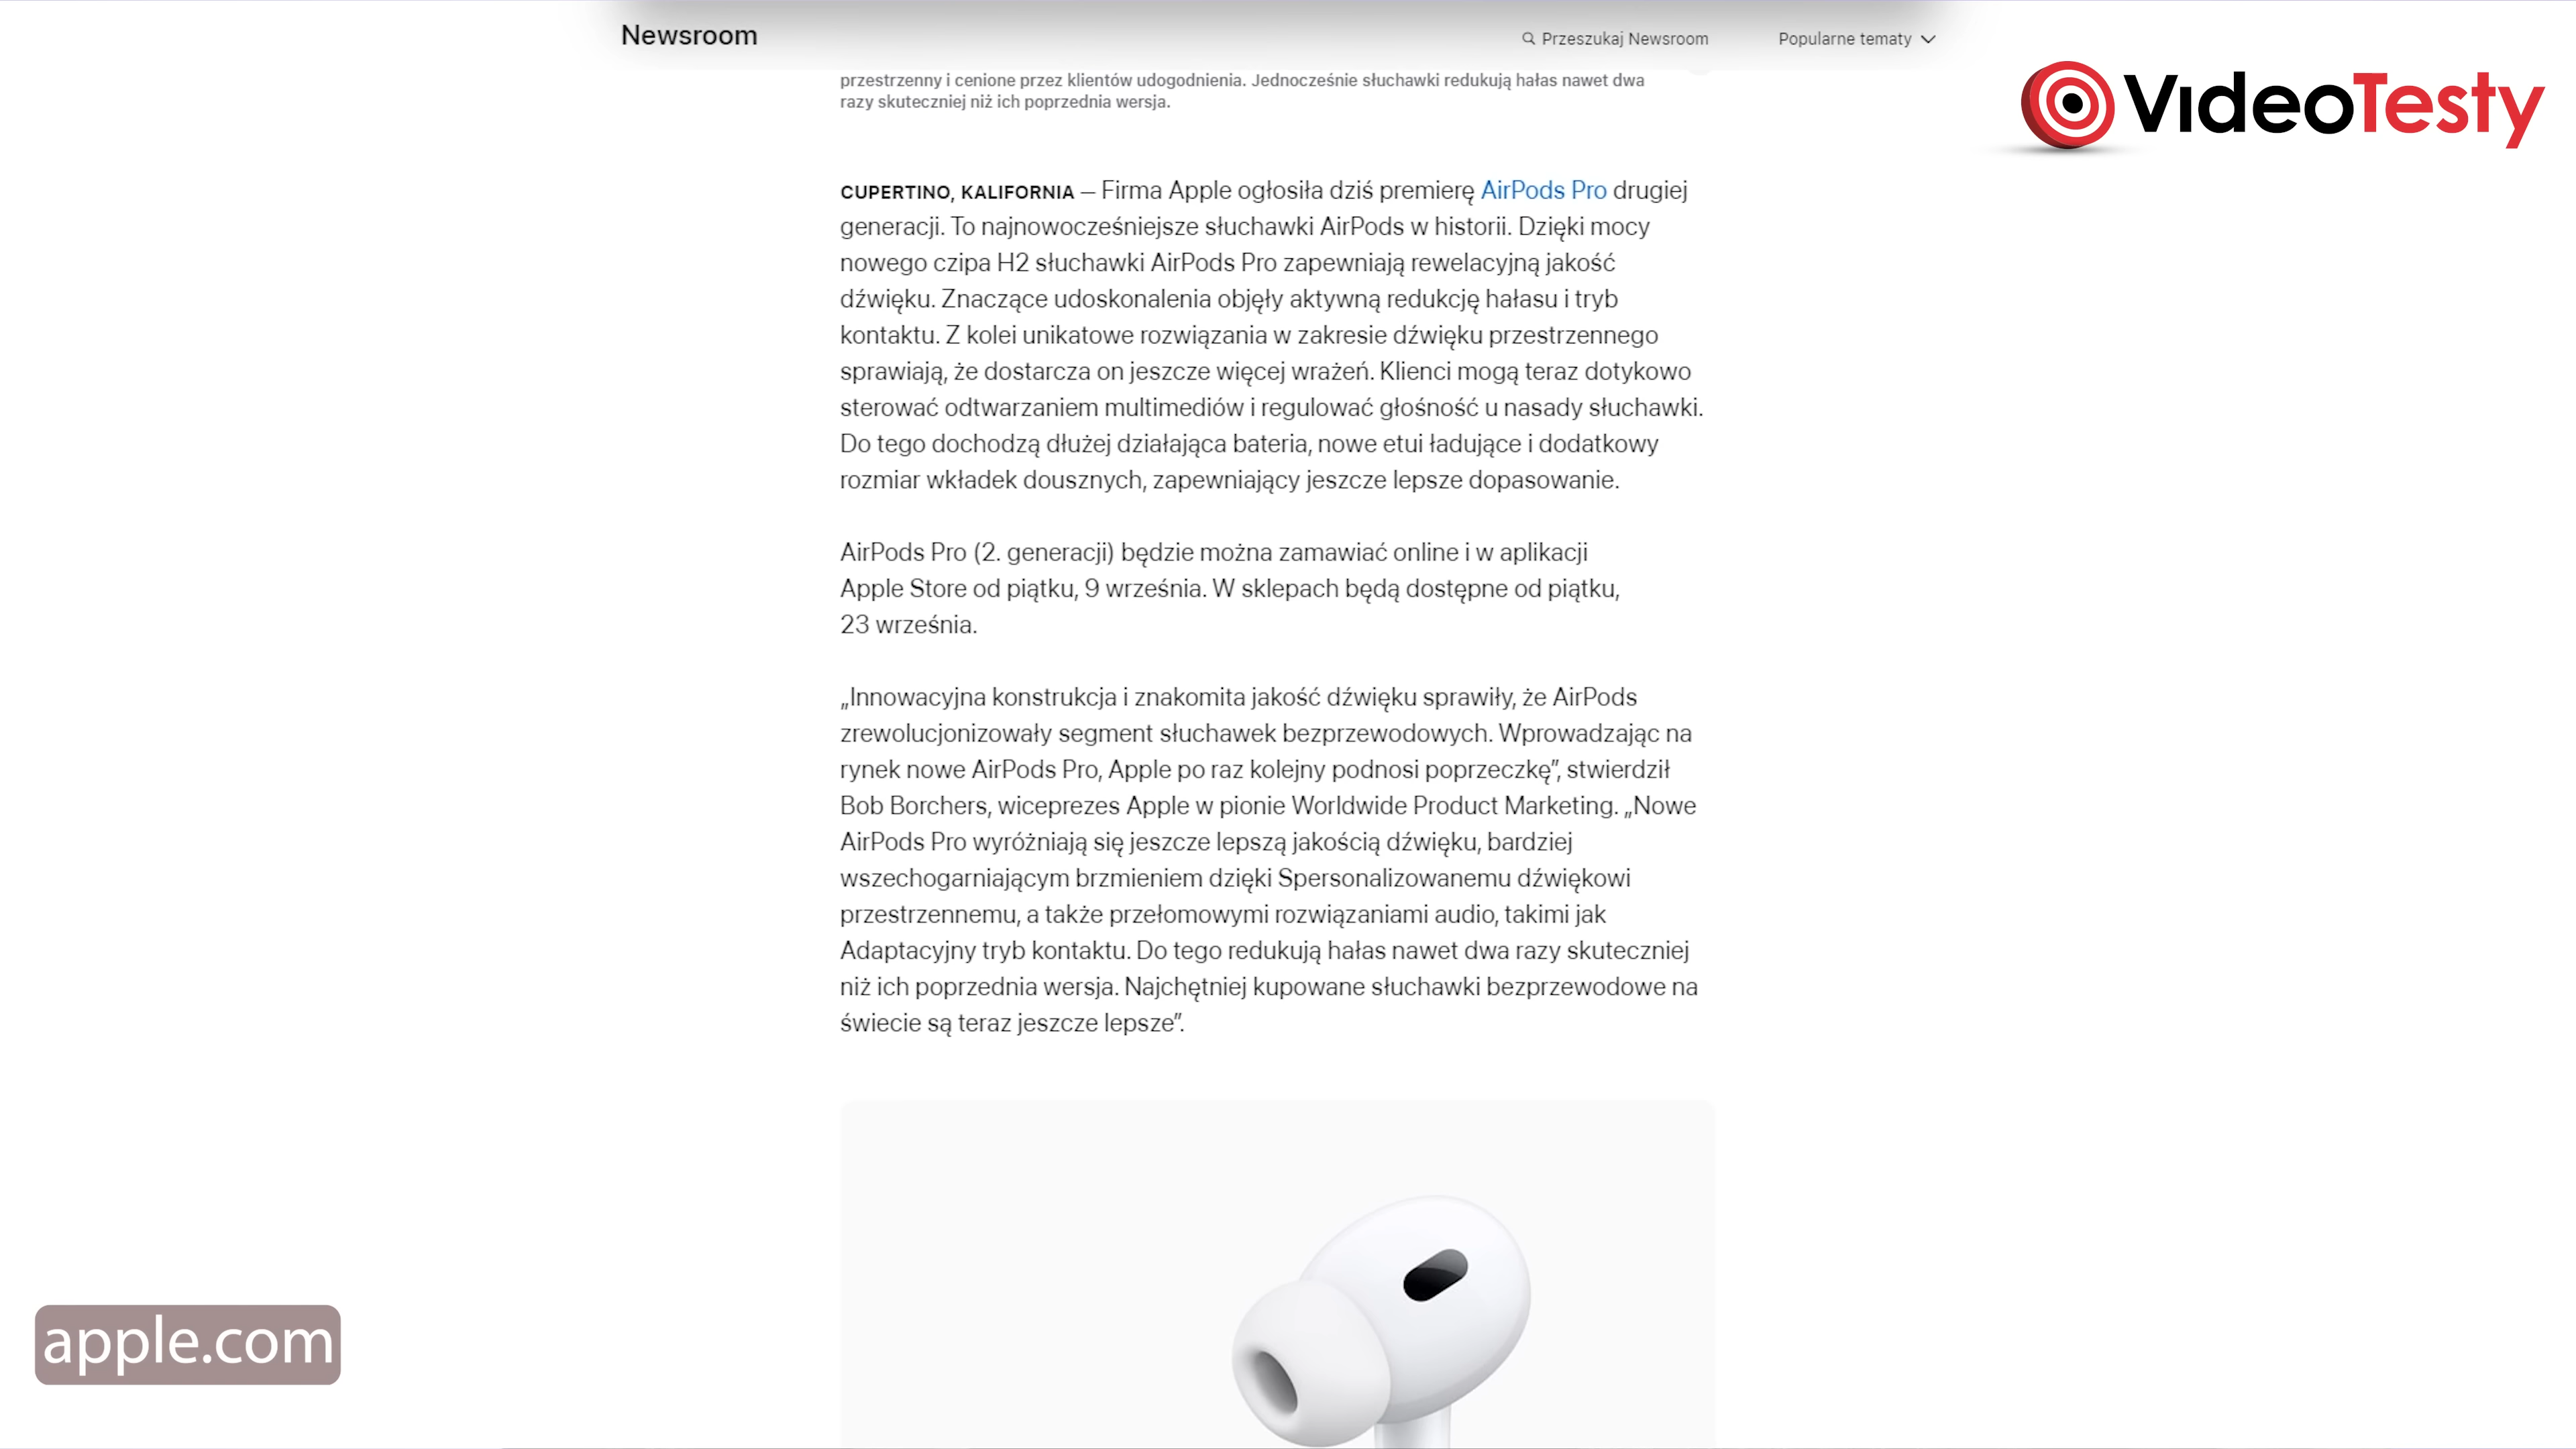 Newsroom
Przeszukaj Newsroom
Popularne tematy
VideoTesty
przestrzenny i cenione przez klientów udogodnienia. Jednocześnie słuchawki redukują hałas nawet dwa
razy skuteczniej niż ich poprzednia wersja.
CUPERTINO, KALIFORNIA — Firma Apple ogłosiła dziś premierę AirPods Pro drugiej
generacji. To najnowocześniejsze słuchawki AirPods w historii. Dzięki mocy
nowego czipa H2 słuchawki AirPods Pro zapewniają rewelacyjną jakość
dźwięku. Znaczące udoskonalenia objęły aktywną redukcję hałasu i tryb
kontaktu. Z kolei unikatowe rozwiązania w zakresie dźwięku przestrzennego
sprawiają, że dostarcza on jeszcze więcej wrażeń. Klienci mogą teraz dotykowo
sterować odtwarzaniem multimediów i regulować głośność u nasady słuchawki.
Do tego dochodzą dłużej działająca bateria, nowe etui ładujące i dodatkowy
rozmiar wkładek dousznych, zapewniający jeszcze lepsze dopasowanie.
AirPods Pro (2. generacji) będzie można zamawiać online i w aplikacji
Apple Store od piątku, 9 września. W sklepach będą dostępne od piątku,
23 września.
„Innowacyjna konstrukcja i znakomita jakość dźwięku sprawiły, że AirPods
zrewolucjonizowały segment słuchawek bezprzewodowych. Wprowadzając na
rynek nowe AirPods Pro, Apple po raz kolejny podnosi poprzeczkę”, stwierdził
Bob Borchers, wiceprezes Apple w pionie Worldwide Product Marketing. „Nowe
AirPods Pro wyróżniają się jeszcze lepszą jakością dźwięku, bardziej
wszechogarniającym brzmieniem dzięki Spersonalizowanemu dźwiękowi
przestrzennemu, a także przełomowymi rozwiązaniami audio, takimi jak
Adaptacyjny tryb kontaktu. Do tego redukują hałas nawet dwa razy skuteczniej
niż ich poprzednia wersja. Najchętniej kupowane słuchawki bezprzewodowe na
świecie są teraz jeszcze lepsze”.
apple.com